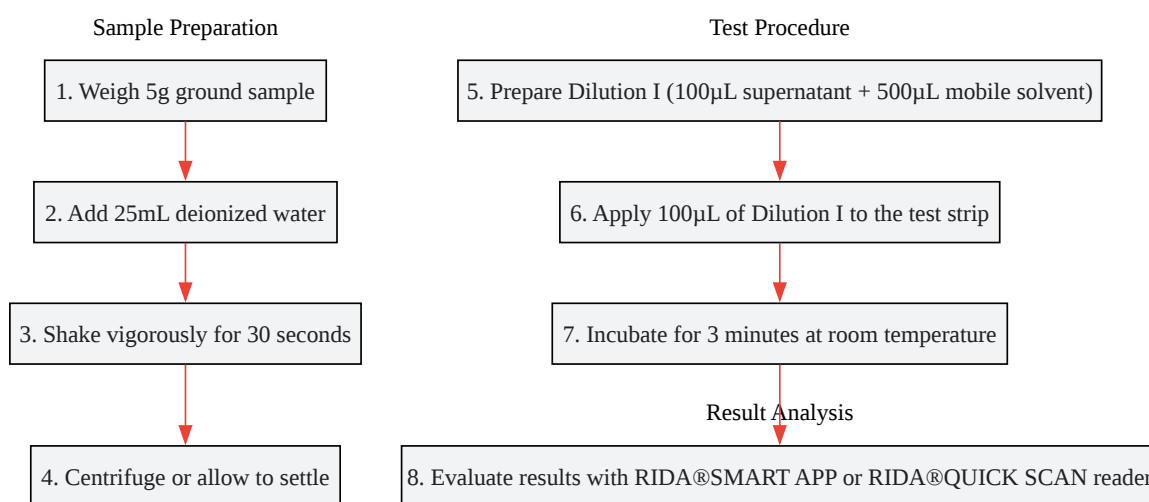 Sample Preparation
1. Weigh 5g ground sample
2. Add 25mL deionized water
3. Shake vigorously for 30 seconds
4. Centrifuge or allow to settle
Test Procedure
5. Prepare Dilution I (100µL supernatant + 500µL mobile solvent)
6. Apply 100µL of Dilution I to the test strip
7. Incubate for 3 minutes at room temperature
Result Analysis
8. Evaluate results with RIDA®SMART APP or RIDA®QUICK SCAN reader